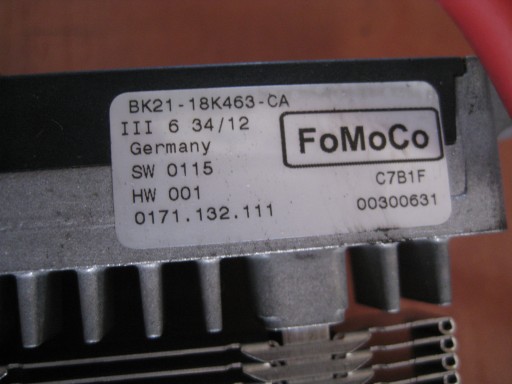 BK21-18K463-CA
III 6 34/12
Germany
SW 0115
HW 001
0171.132.111
FoMoCo
C7B1F
00300631